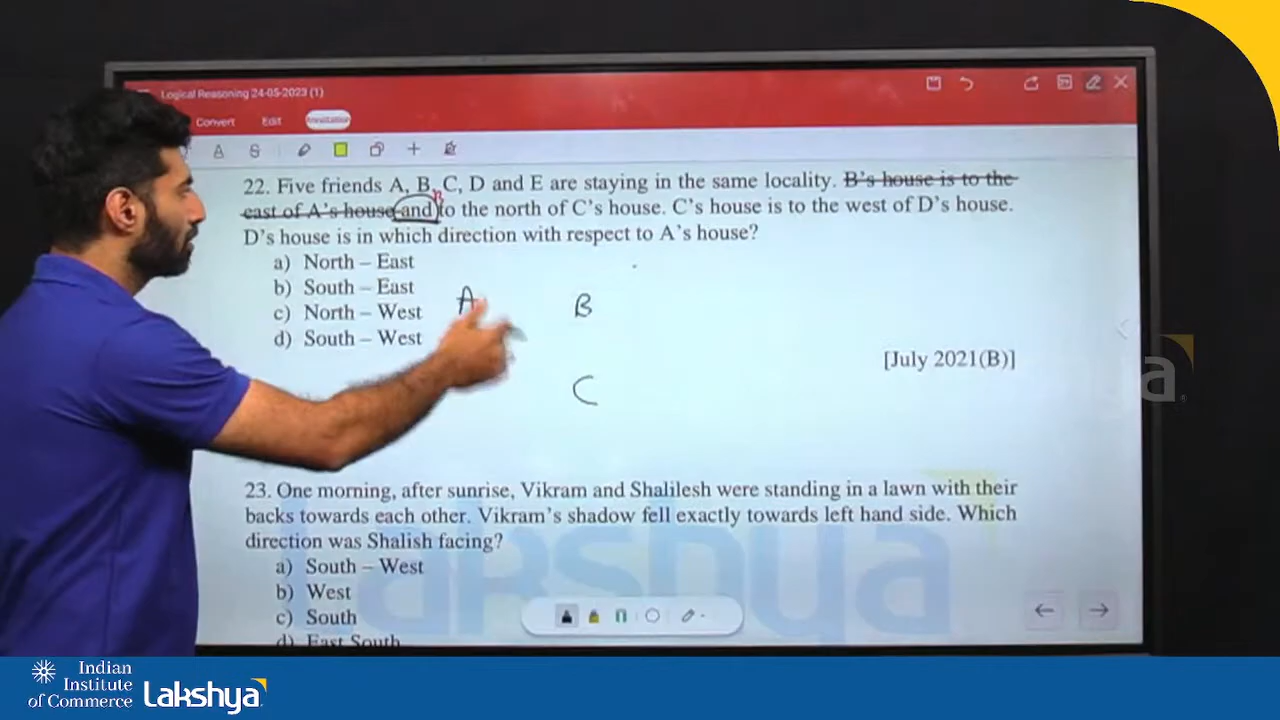 Logical Reasoning 24-05-2023 (1)
Convert Edit Annotation
22. Five friends A, B, C, D and E are staying in the same locality. B's house is to the
B
east of A's house and to the north of C's house. C's house is to the west of D's house.
D's house is in which direction with respect to A's house?
a) North – East
b) South – East
c) North – West
d) South – West
A B
[July 2021(B)]
C
23. One morning, after sunrise, Vikram and Shalilesh were standing in a lawn with their
backs towards each other. Vikram's shadow fell exactly towards left hand side. Which
direction was Shalish facing?
a) South – West
b) West
c) South
d) East South
lakshya
Indian
Institute
of Commerce Lakshya